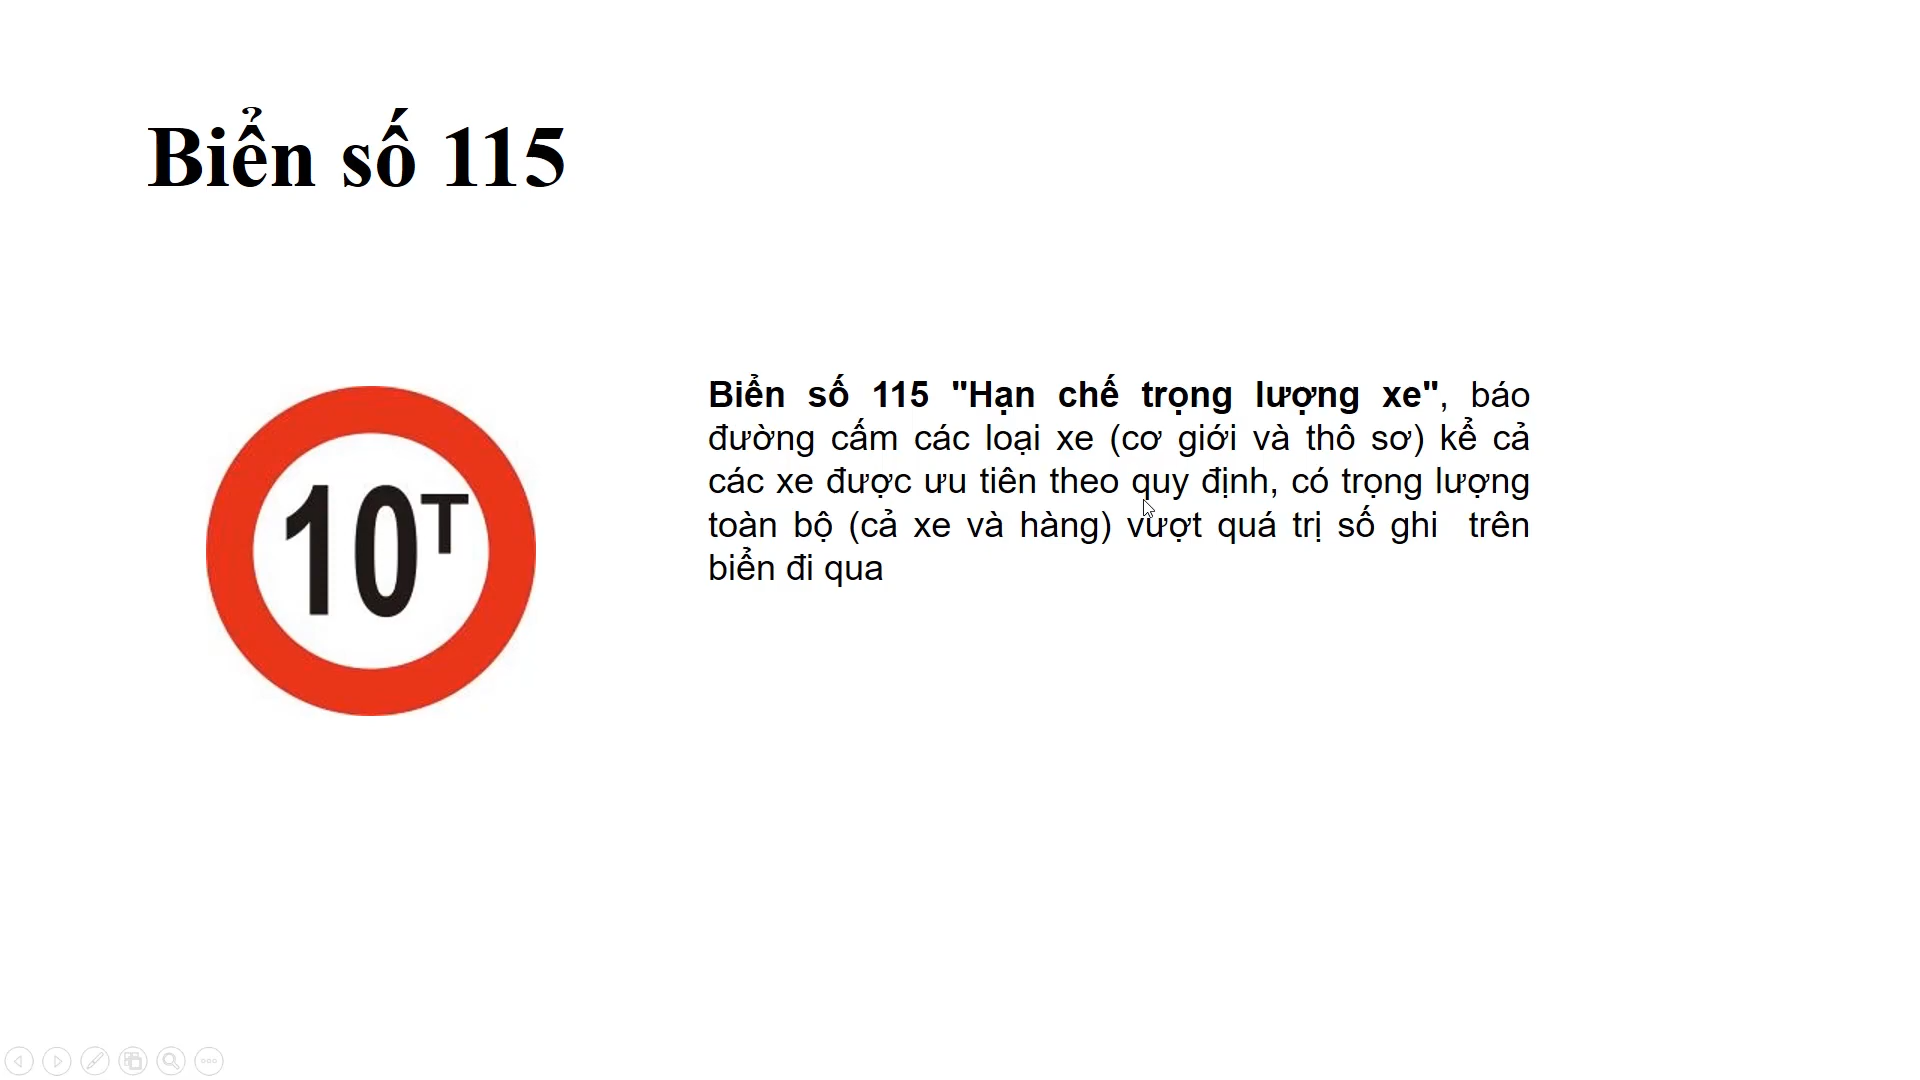 Biển số 115
10T
Biển số 115 "Hạn chế trọng lượng xe", báo
đường cấm các loại xe (cơ giới và thô sơ) kể cả
các xe được ưu tiên theo quy định, có trọng lượng
toàn bộ (cả xe và hàng) vượt quá trị số ghi  trên
biển đi qua